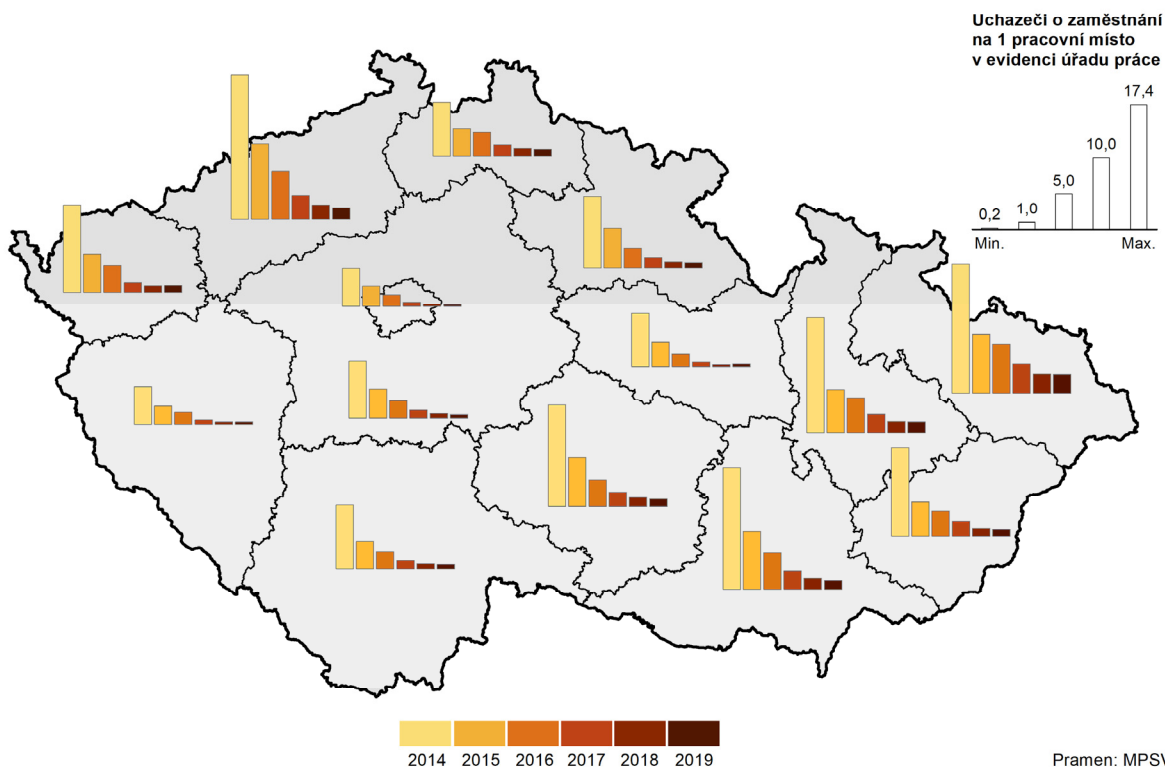 Uchazeči o zaměstnání
na 1 pracovní místo
v evidenci úřadu práce
17,4
10,0
5,0
1,0
0,2
Min.
Max.
2014 2015 2016 2017 2018 2019
Pramen: MPSV